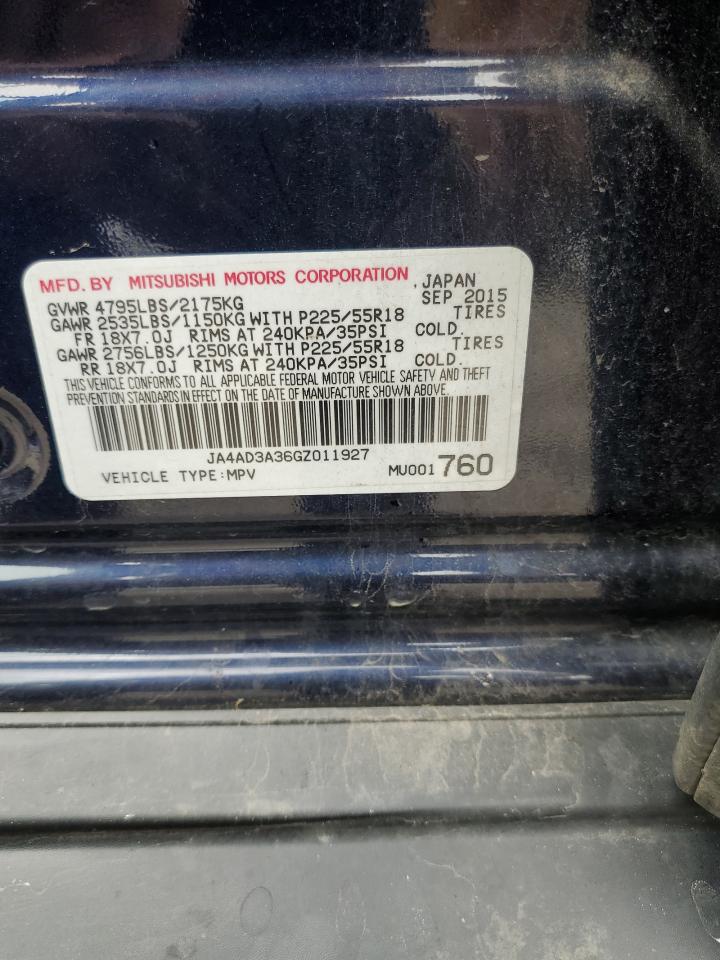 MFD. BY MITSUBISHI MOTORS CORPORATION , JAPAN
GVWR 4795LBS/2175KG SEP 2015
GAWR 2535LBS/1150KG WITH P225/55R18 TIRES
FR 18X7.0J RIMS AT 240KPA/35PSI COLD.
GAWR 2756LBS/1250KG WITH P225/55R18 TIRES
RR 18X7.0J RIMS AT 240KPA/35PSI COLD.
THIS VEHICLE CONFORMS TO ALL APPLICABLE FEDERAL MOTOR VEHICLE SAFETY AND THEFT
PREVENTION STANDARDS IN EFFECT ON THE DATE OF MANUFACTURE SHOWN ABOVE.
JA4AD3A36GZ011927
VEHICLE TYPE:MPV MU001760